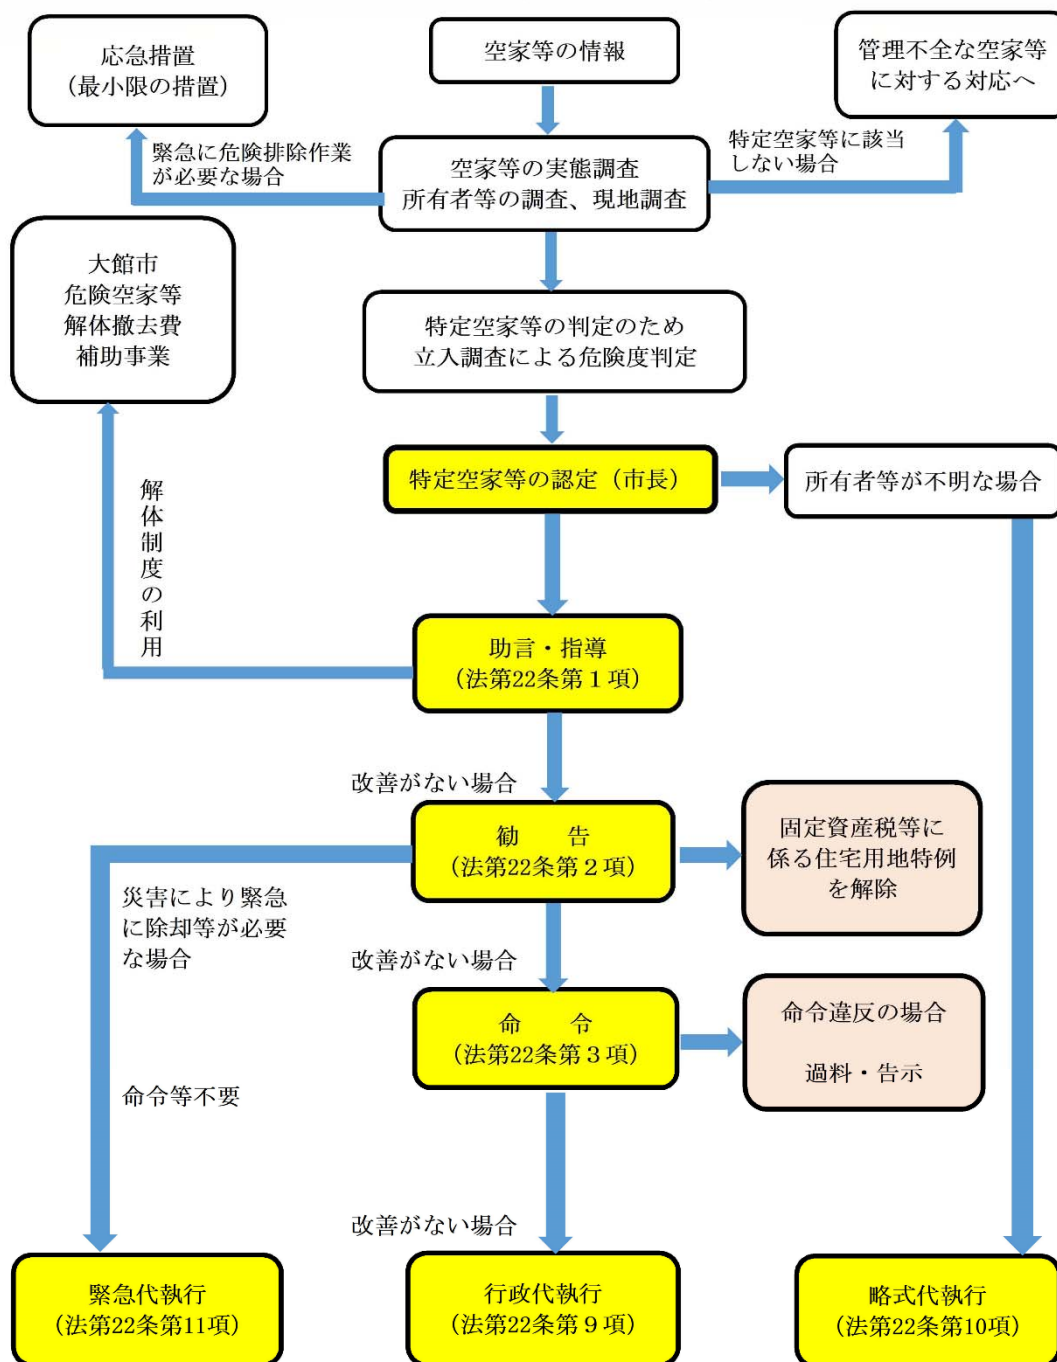 空家等の情報
応急措置
（最小限の措置）
管理不全な空家等
に対する対応へ
緊急に危険排除作業
が必要な場合
空家等の実態調査
所有者等の調査、現地調査
特定空家等に該当
しない場合
大館市
危険空家等
解体撤去費
補助事業
特定空家等の判定のため
立入調査による危険度判定
特定空家等の認定（市長）
所有者等が不明な場合
解体制度の利用
助言・指導
（法第22条第１項）
改善がない場合
勧　　告
（法第22条第２項）
固定資産税等に
係る住宅用地特例
を解除
災害により緊急
に除却等が必要
な場合
改善がない場合
命　　令
（法第22条第３項）
命令違反の場合
過料・告示
命令等不要
改善がない場合
緊急代執行
（法第22条第11項）
行政代執行
（法第22条第９項）
略式代執行
（法第22条第10項）